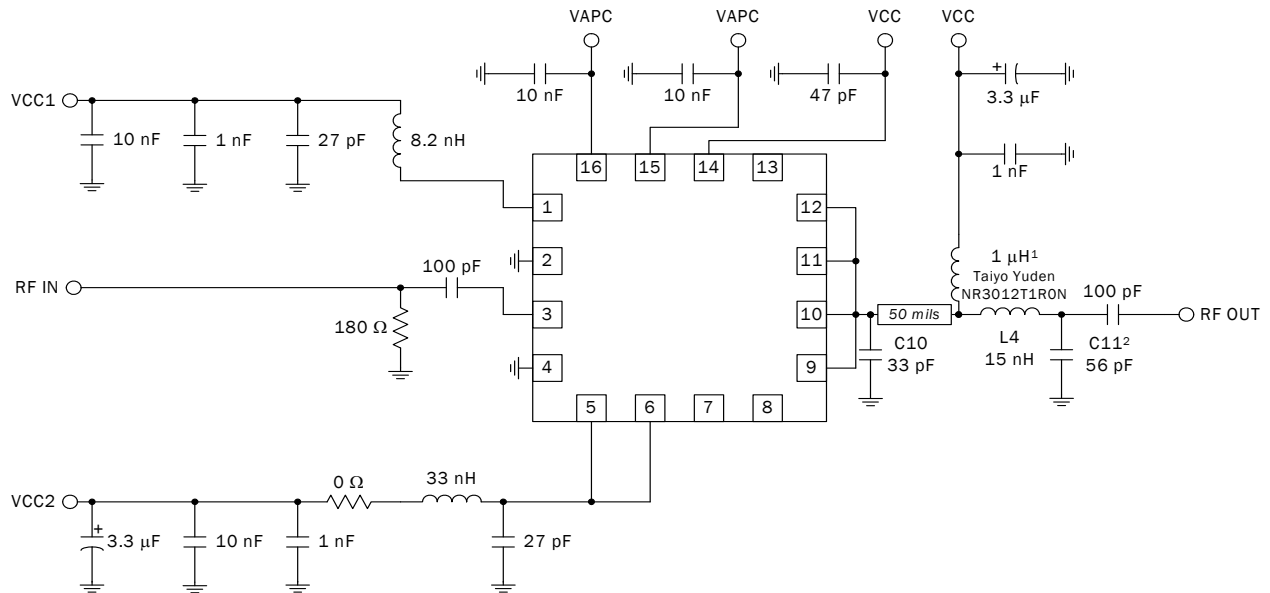 VAPC
VAPC
VCC
VCC
10 nF
10 nF
47 pF
+
3.3 μF
VCC1
10 nF
1 nF
27 pF
8.2 nH
1 nF
16
15
14
13
1
12
2
11
1 μH¹
Taiyo Yuden
NR3012T1R0N
RF IN
100 pF
3
10
50 mils
100 pF
RF OUT
180 Ω
C10
33 pF
L4
15 nH
C11²
56 pF
4
9
5
6
7
8
VCC2
0 Ω
33 nH
+
3.3 μF
10 nF
1 nF
27 pF